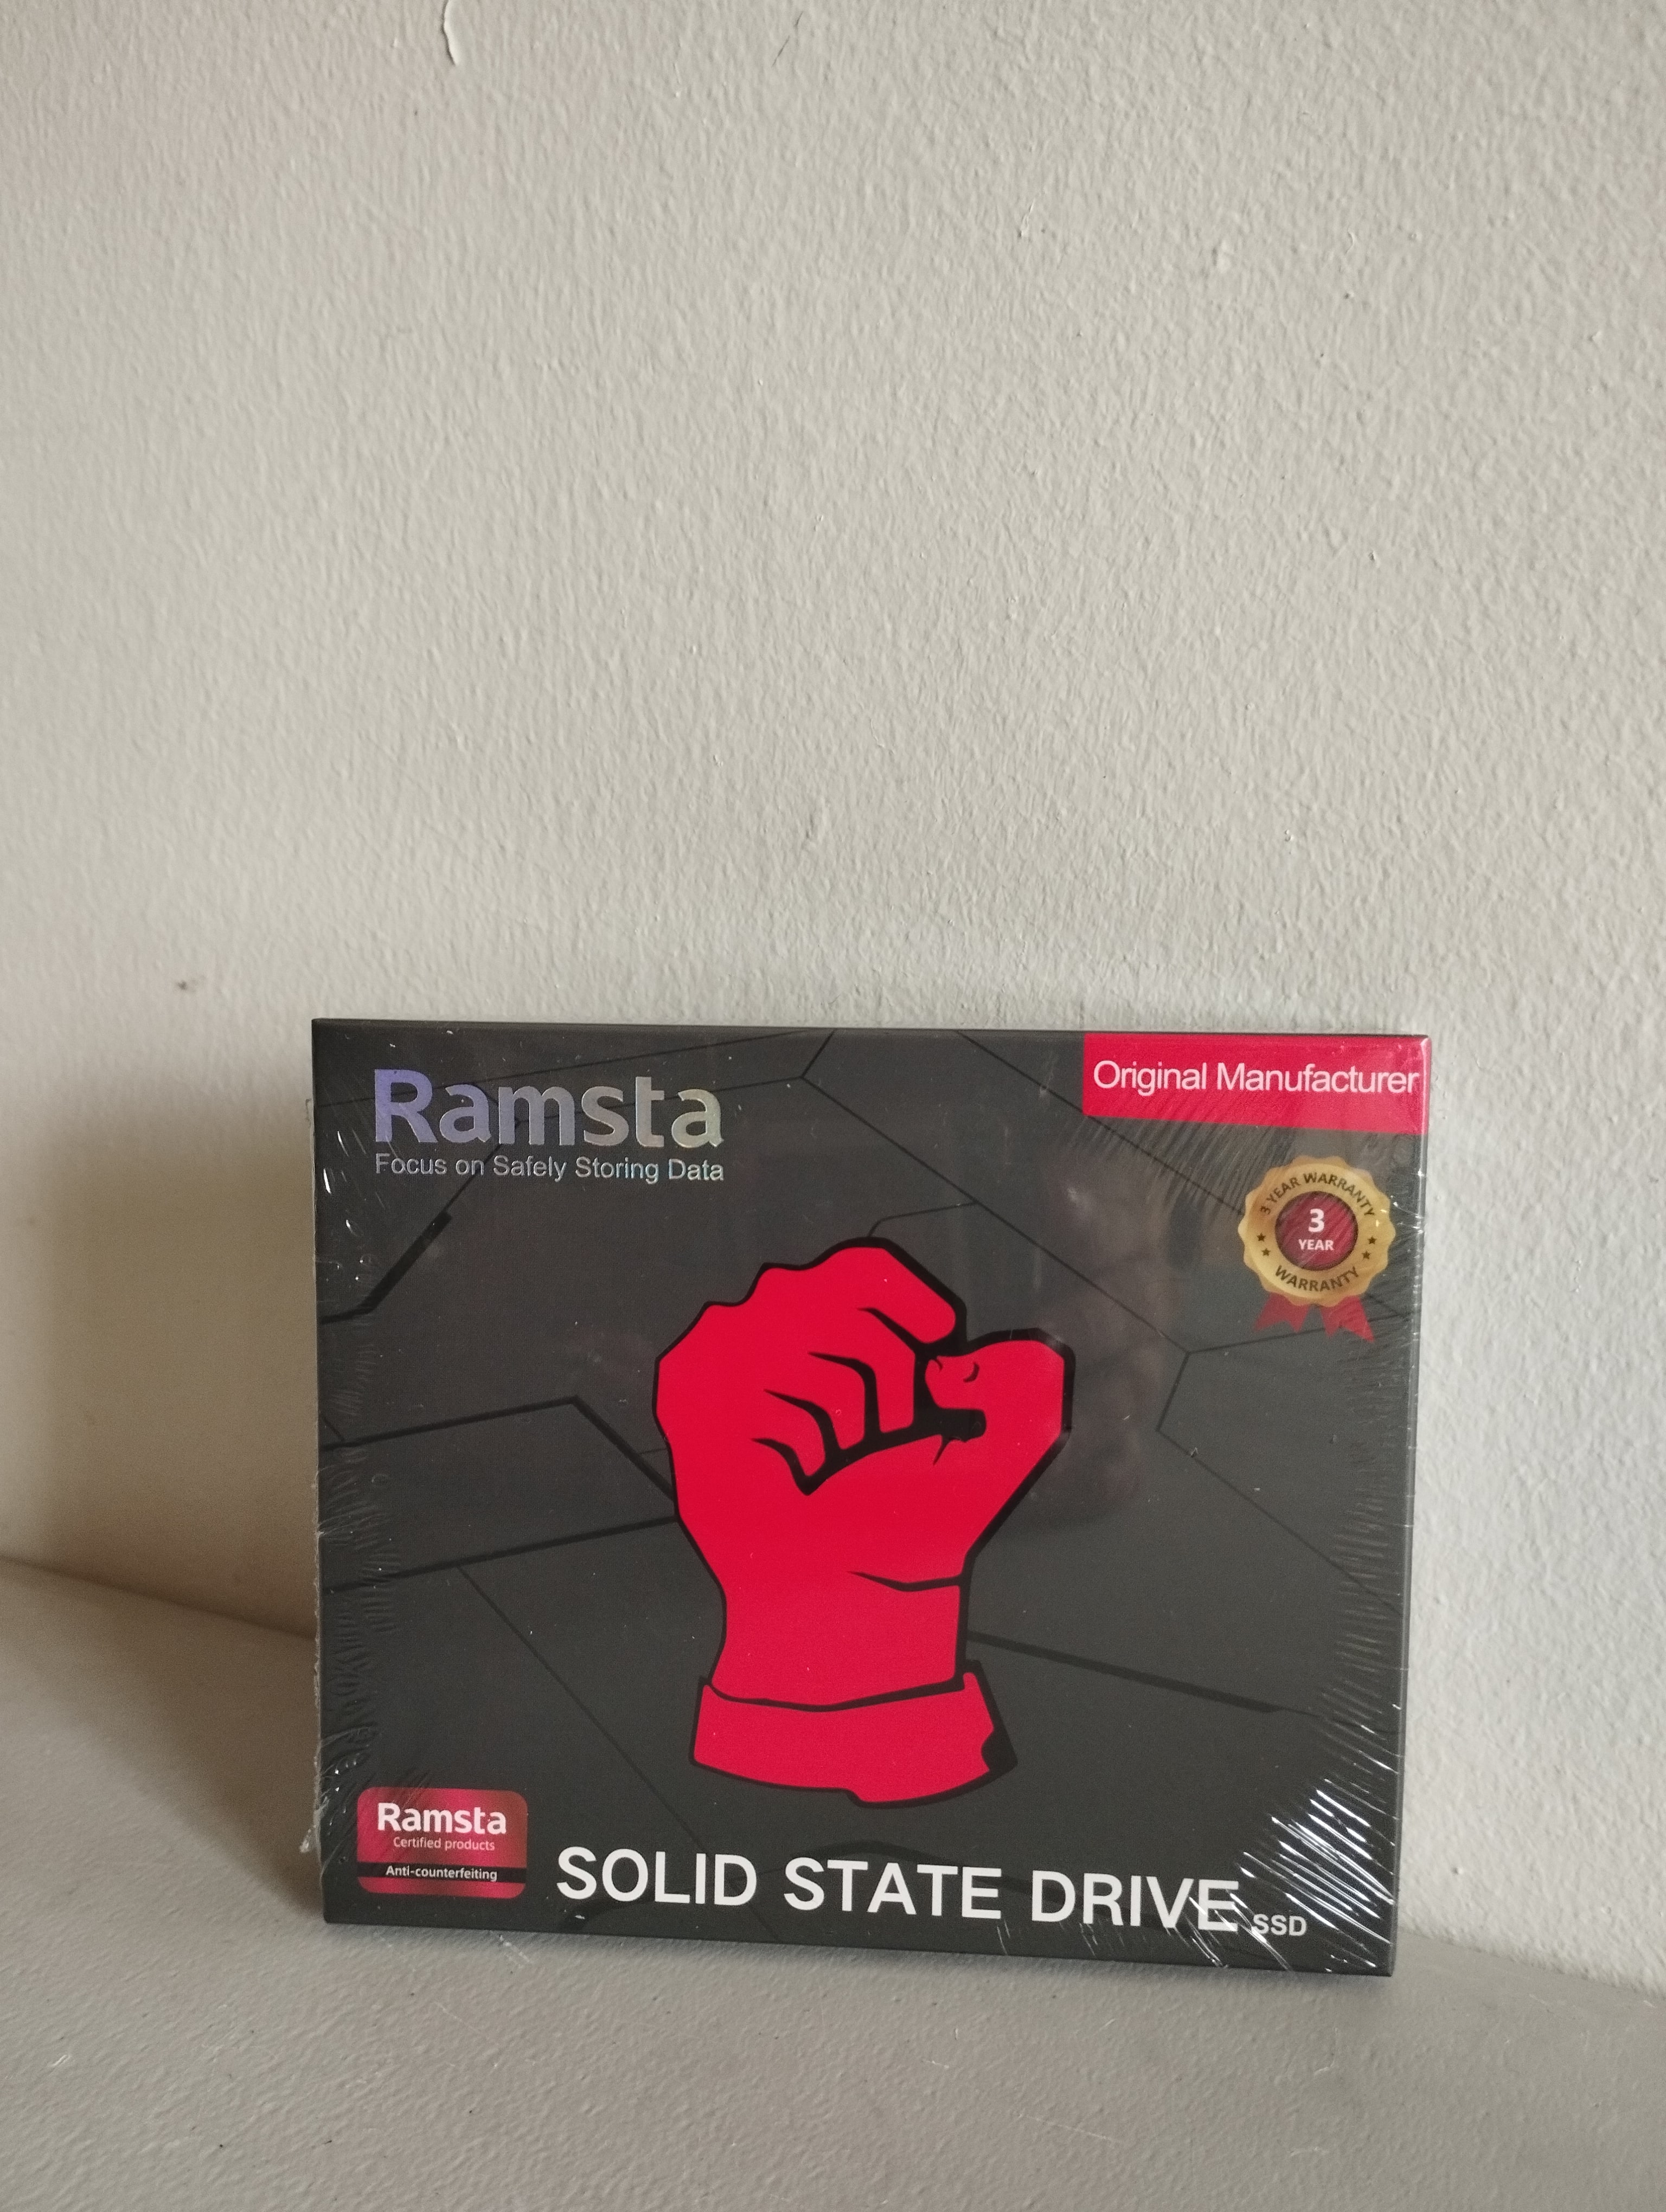 Original Manufacturer
Ramsta
Focus on Safely Storing Data
3 YEAR WARRANTY
3
YEAR
WARRANTY
Ramsta
Certified products
Anti-counterfeiting
SOLID STATE DRIVE SSD